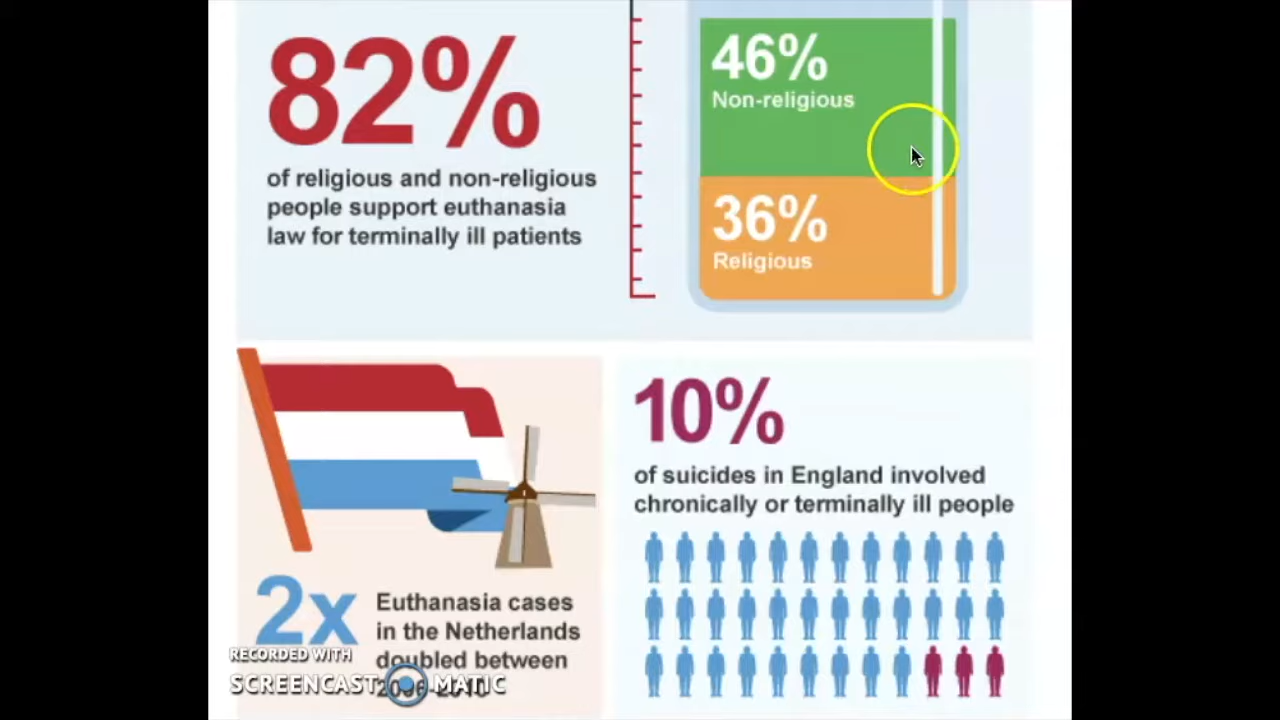 82%
of religious and non-religious
people support euthanasia
law for terminally ill patients
46%
Non-religious
36%
Religious
2x
Euthanasia cases
in the Netherlands
doubled between
10%
of suicides in England involved
chronically or terminally ill people
RECORDED WITH
SCREENCAST MATIC